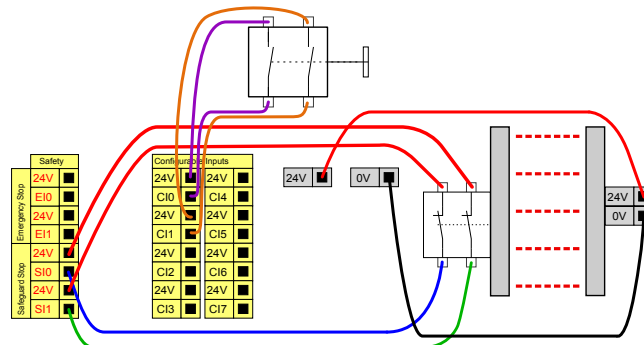 Safety
Emergency Stop
24V
EI0
24V
EI1
Safeguard Stop
24V
SI0
24V
SI1
Configurable Inputs
24V 24V
CI0 CI4
24V 24V
CI1 CI5
24V 24V
CI2 CI6
24V 24V
CI3 CI7
24V
0V
24V
0V